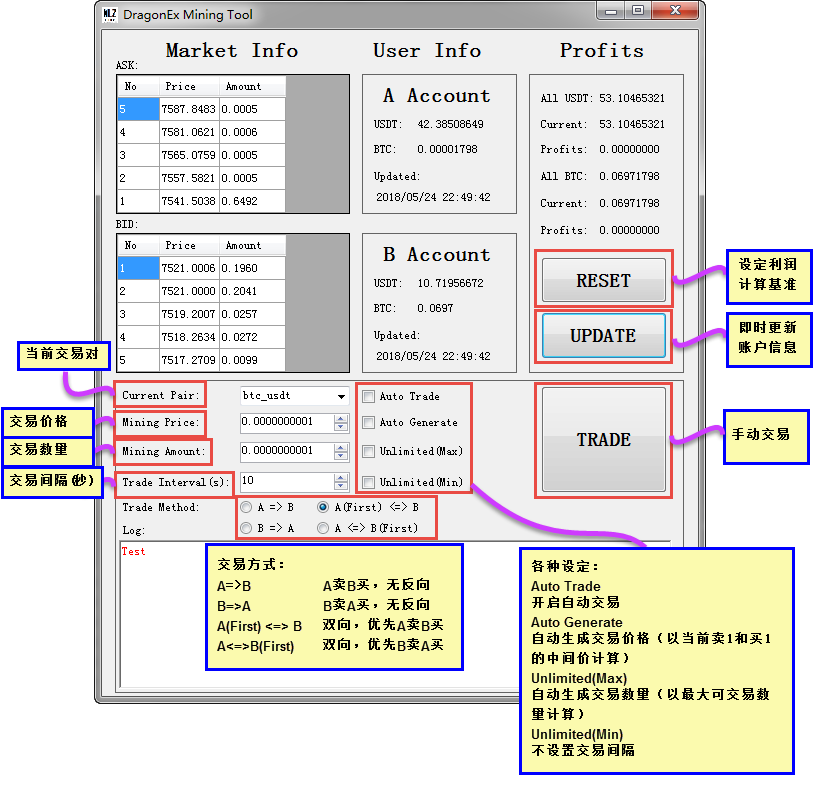 NLZ
DragonEx Mining Tool
Market Info
User Info
Profits
ASK:
No Price Amount
5 7587.8483 0.0005
4 7581.0621 0.0006
3 7565.0759 0.0005
2 7557.5821 0.0005
1 7541.5038 0.6492
A Account
USDT: 42.38508649
BTC: 0.00001798
Updated:
2018/05/24 22:49:42
All USDT: 53.10465321
Current: 53.10465321
Profits: 0.00000000
All BTC: 0.06971798
Current: 0.06971798
Profits: 0.00000000
BID:
No Price Amount
1 7521.0006 0.1960
2 7521.0000 0.2041
3 7519.2007 0.0257
4 7518.2634 0.0272
5 7517.2709 0.0099
B Account
USDT: 10.71956672
BTC: 0.0697
Updated:
2018/05/24 22:49:42
RESET
设定利润
计算基准
UPDATE
即时更新
账户信息
当前交易对
交易价格
交易数量
交易间隔(秒)
Current Pair: btc_usdt
Mining Price: 0.0000000001
Mining Amount: 0.0000000001
Trade Interval(s): 10
Auto Trade
Auto Generate
Unlimited(Max)
Unlimited(Min)
TRADE
手动交易
Trade Method: A => B A(First) <=> B
B => A A <=> B(First)
Log:
Test
交易方式：
A=>B A卖B买，无反向
B=>A B卖A买，无反向
A(First) <=> B 双向，优先A卖B买
A<=>B(First) 双向，优先B卖A买
各种设定：
Auto Trade
开启自动交易
Auto Generate
自动生成交易价格（以当前卖1和买1
的中间价计算）
Unlimited(Max)
自动生成交易数量（以最大可交易数
量计算）
Unlimited(Min)
不设置交易间隔